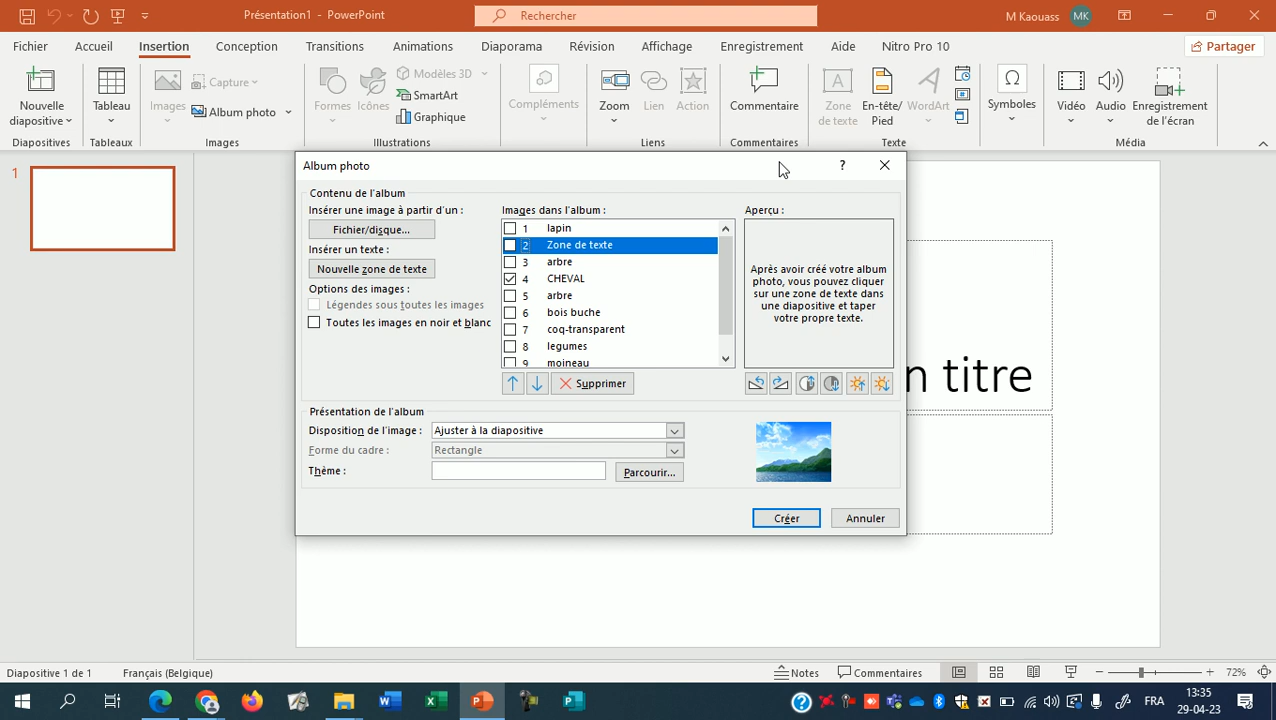 Présentation1 - PowerPoint
Rechercher
M Kaouass MK
Fichier Accueil Insertion Conception Transitions Animations Diaporama Révision Affichage Enregistrement Aide Nitro Pro 10 Partager
Nouvelle diapositive
Tableau
Images
Capture
Album photo
Formes
Icônes
Modèles 3D
SmartArt
Graphique
Compléments
Zoom
Lien
Action
Commentaire
Zone de texte
En-tête/ Pied
WordArt
Symboles
Vidéo
Audio
Enregistrement de l'écran
Diapositives Tableaux Images Illustrations Liens Commentaires Texte Média
1
Album photo
?
Contenu de l'album
Insérer une image à partir d'un :
Fichier/disque...
Insérer un texte :
Nouvelle zone de texte
Options des images :
Légendes sous toutes les images
Toutes les images en noir et blanc
Images dans l'album :
1 lapin
2 Zone de texte
3 arbre
4 CHEVAL
5 arbre
6 bois buche
7 coq-transparent
8 legumes
9 moineau
Supprimer
Aperçu :
Après avoir créé votre album
photo, vous pouvez cliquer
sur une zone de texte dans
une diapositive et taper
votre propre texte.
Présentation de l'album
Disposition de l'image : Ajuster à la diapositive
Forme du cadre : Rectangle
Thème : Parcourir...
Créer Annuler
n titre
Diapositive 1 de 1 Français (Belgique) Notes Commentaires 72%
FRA
13:35
29-04-23